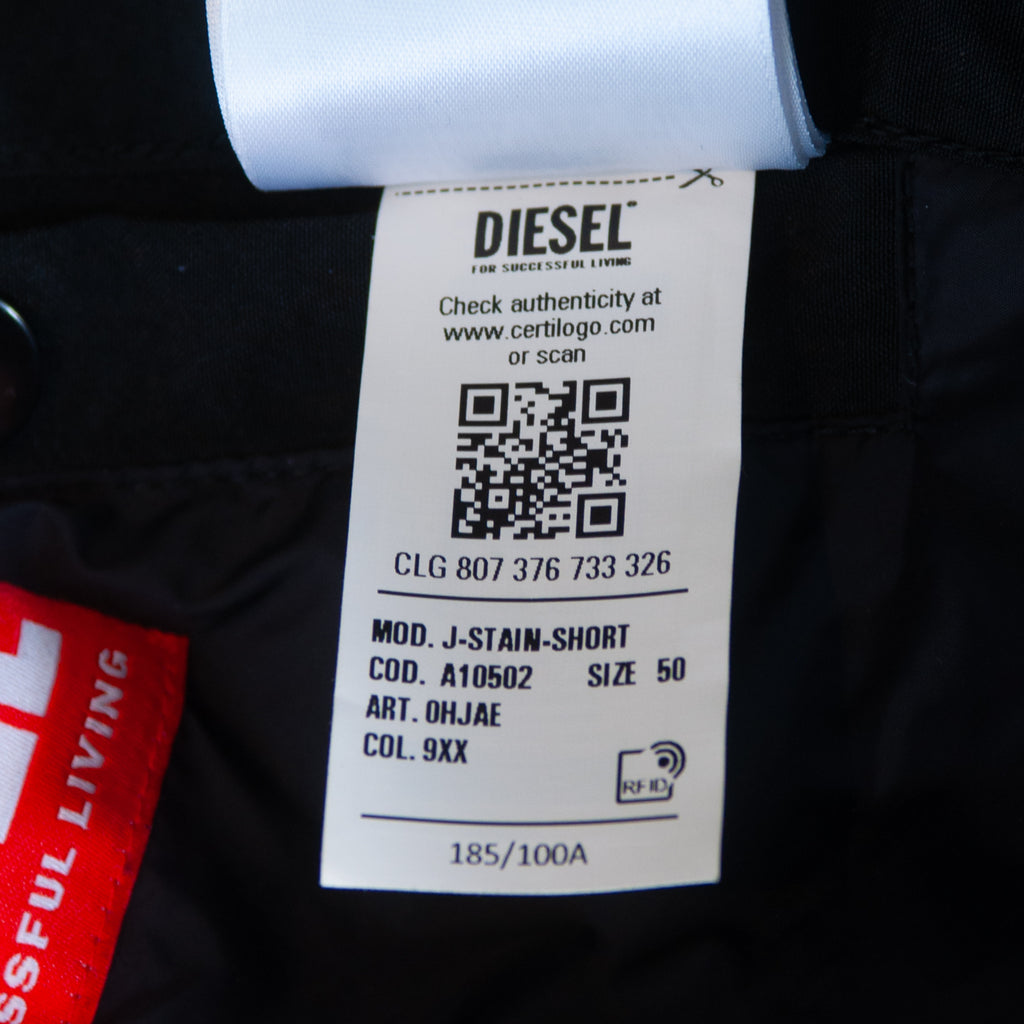 DIESEL
FOR SUCCESSFUL LIVING
Check authenticity at
www.certilogo.com
or scan
CLG 807 376 733 326
MOD. J-STAIN-SHORT
COD. A10502 SIZE 50
ART. 0HJAE
COL. 9XX
RFID
185/100A
SSFUL LIVING